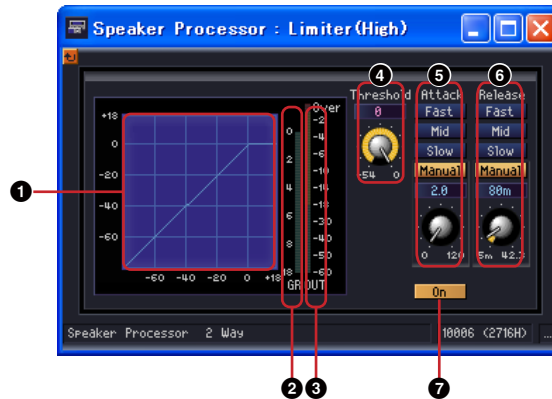 Speaker Processor : Limiter(High)
4 5 6
Threshold Attack Release
0 Fast Fast
Mid Mid
Slow Slow
-54 0 Manual Manual
2.0 80m
0 120 5m 42.3
On
+18
0
-20
-40
-60
-60 -40 -20 0 +18
0
2
4
6
8
18
GR OUT
Over
-2
-4
-6
-10
-14
-18
-30
-40
-50
-60
1
Speaker Processor 2 Way 10006 (2716H) ...
2 3 7